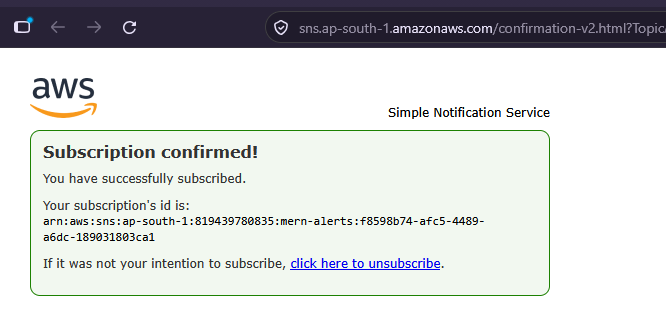 sns.ap-south-1.amazonaws.com/confirmation-v2.html?Topic
aws
Simple Notification Service
Subscription confirmed!
You have successfully subscribed.
Your subscription's id is:
arn:aws:sns:ap-south-1:819439780835:mern-alerts:f8598b74-afc5-4489-
a6dc-189031803ca1
If it was not your intention to subscribe, click here to unsubscribe.